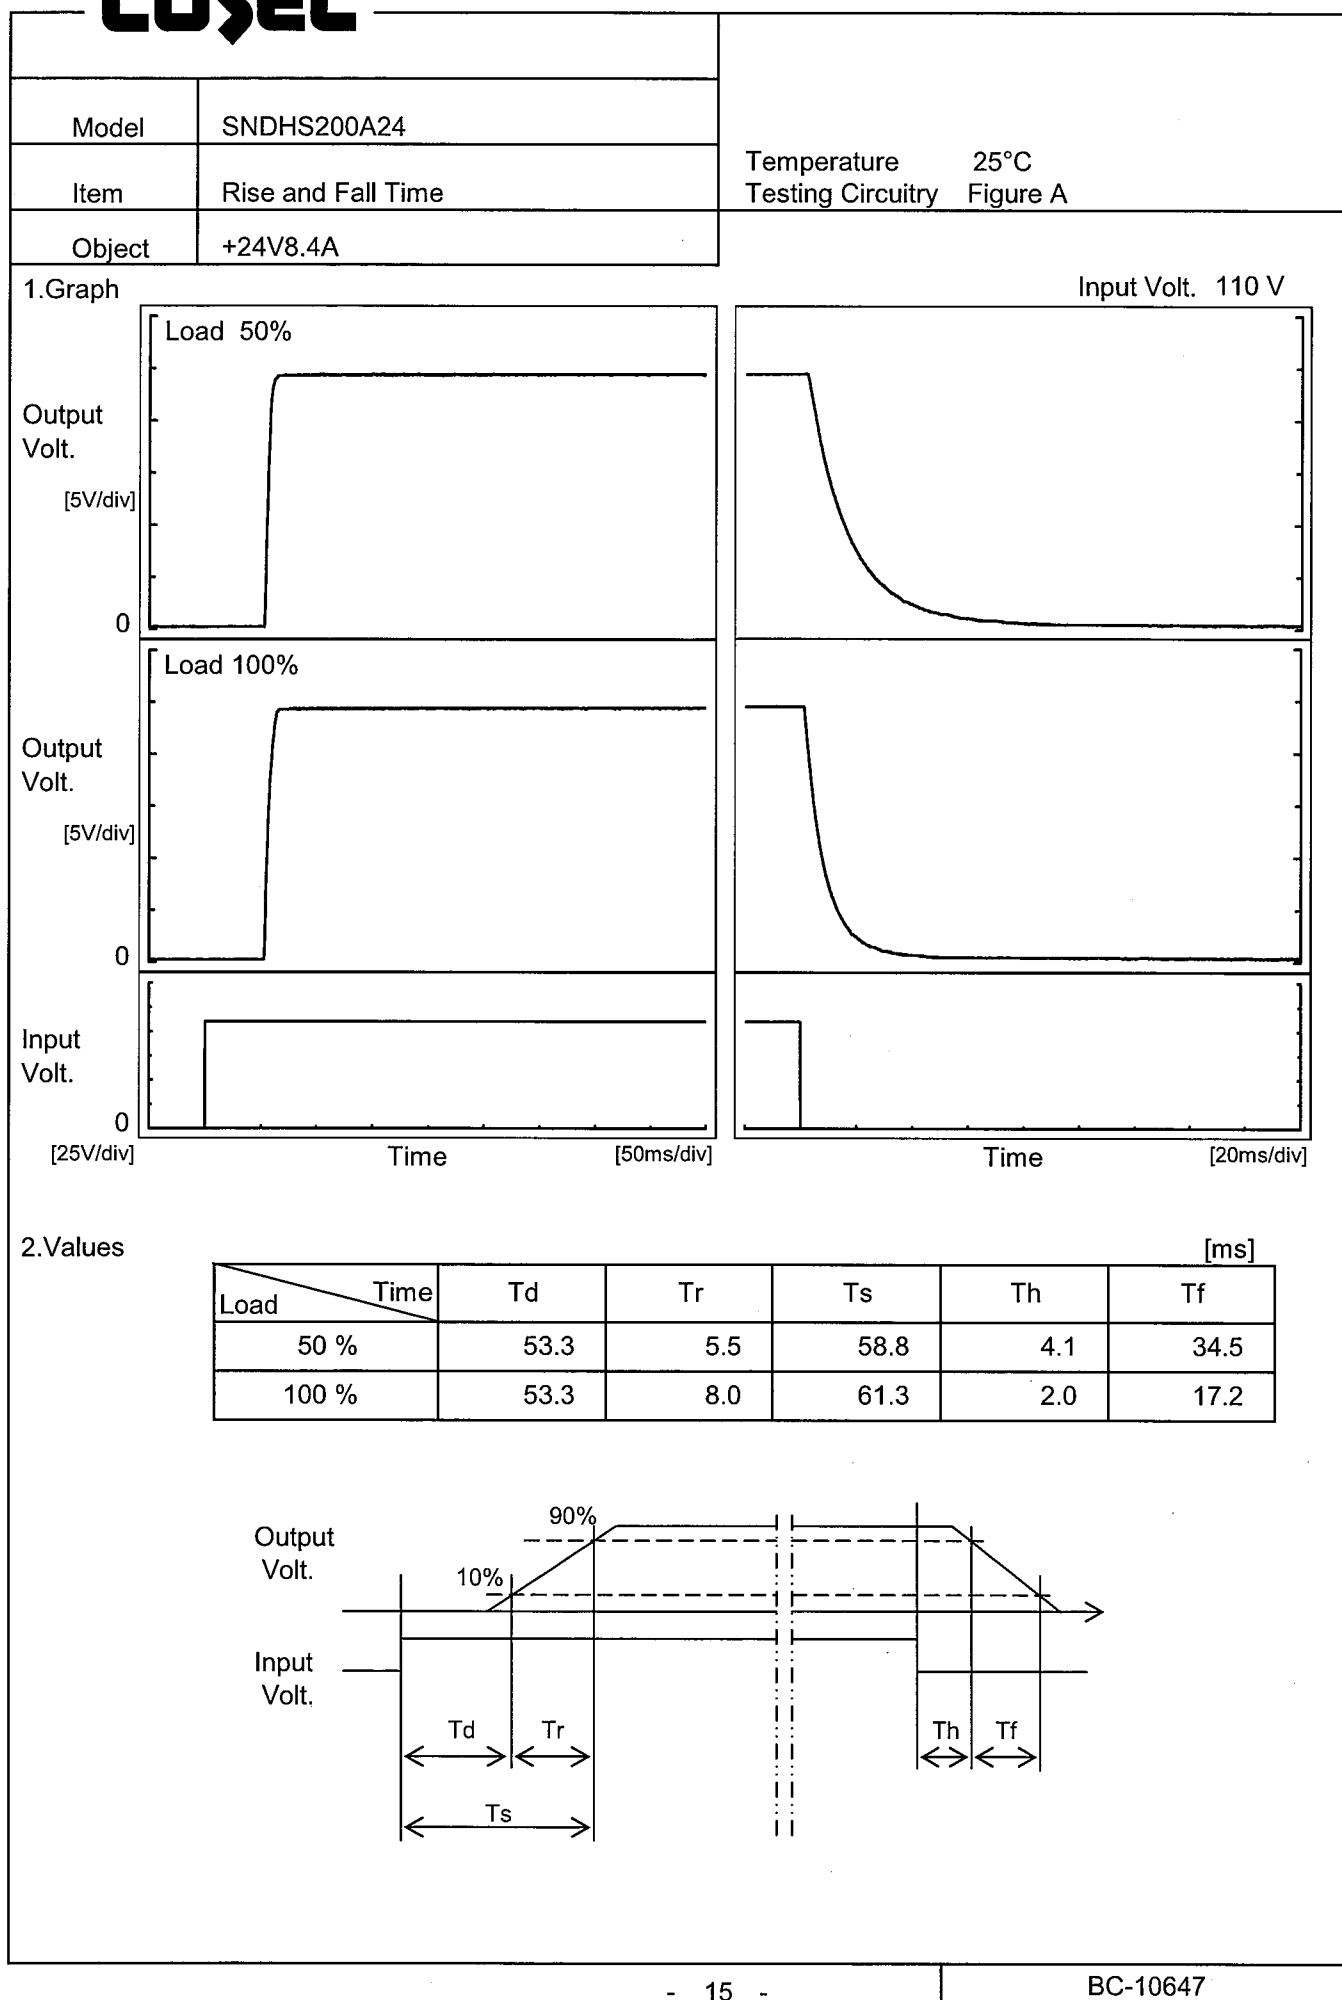 COSEL
Model SNDHS200A24
Item Rise and Fall Time
Temperature 25°C
Testing Circuitry Figure A
Object +24V8.4A
1.Graph
Input Volt. 110 V
Load 50%
Output
Volt.
[5V/div]
0
Load 100%
Output
Volt.
[5V/div]
0
Input
Volt.
0
[25V/div] Time [50ms/div] Time [20ms/div]
2.Values
[ms]
Time
Load Td Tr Ts Th Tf
50 % 53.3 5.5 58.8 4.1 34.5
100 % 53.3 8.0 61.3 2.0 17.2
90%
Output
Volt.
10%
Input
Volt.
Td Tr Th Tf
Ts
- 15 -
BC-10647